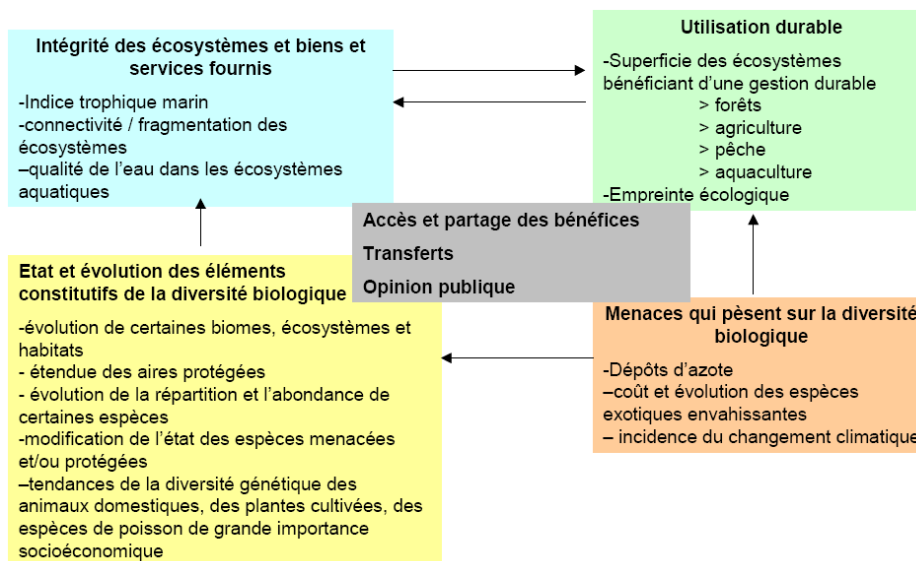 Intégrité des écosystèmes et biens et
services fournis
-Indice trophique marin
-connectivité / fragmentation des
écosystèmes
–qualité de l'eau dans les écosystèmes
aquatiques
Utilisation durable
-Superficie des écosystèmes
bénéficiant d'une gestion durable
> forêts
> agriculture
> pêche
> aquaculture
-Empreinte écologique
Accès et partage des bénéfices
Transferts
Opinion publique
Etat et évolution des éléments
constitutifs de la diversité biologique
-évolution de certaines biomes, écosystèmes et
habitats
- étendue des aires protégées
- évolution de la répartition et l'abondance de
certaines espèces
-modification de l'état des espèces menacées
et/ou protégées
–tendances de la diversité génétique des
animaux domestiques, des plantes cultivées, des
espèces de poisson de grande importance
socioéconomique
Menaces qui pèsent sur la diversité
biologique
-Dépôts d'azote
–coût et évolution des espèces
exotiques envahissantes
– incidence du changement climatique